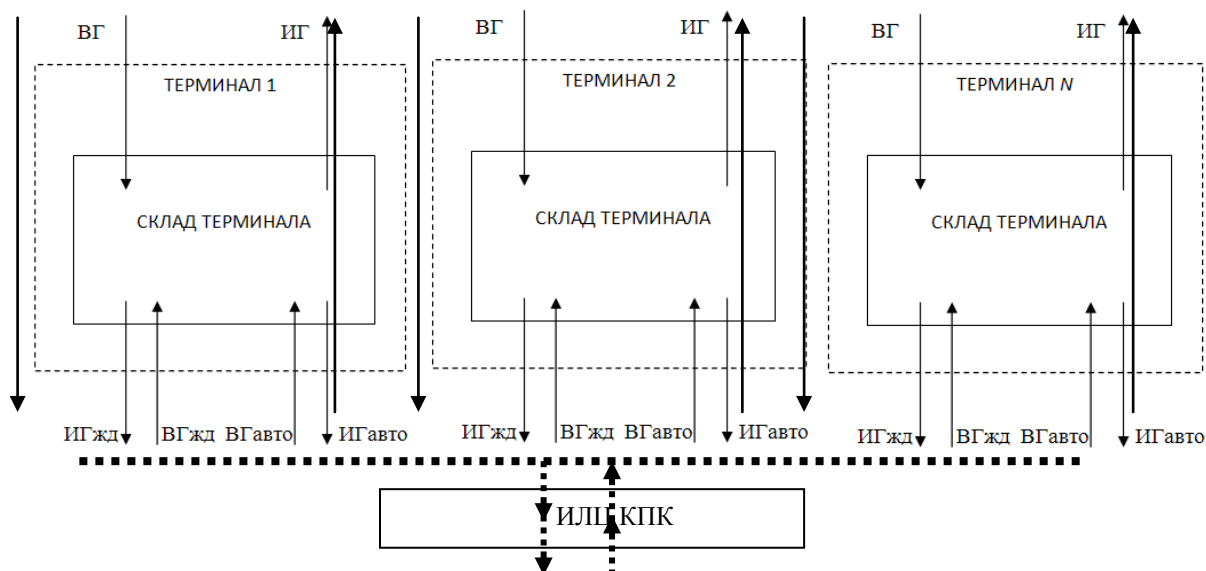 ВГ ИГ ВГ ИГ ВГ ИГ
ТЕРМИНАЛ 1 ТЕРМИНАЛ 2 ТЕРМИНАЛ N
СКЛАД ТЕРМИНАЛА СКЛАД ТЕРМИНАЛА СКЛАД ТЕРМИНАЛА
ИГжд ВГжд ВГавто ИГавто ИГжд ВГжд ВГавто ИГавто ИГжд ВГжд ВГавто ИГавто
ИЛЦ КПК